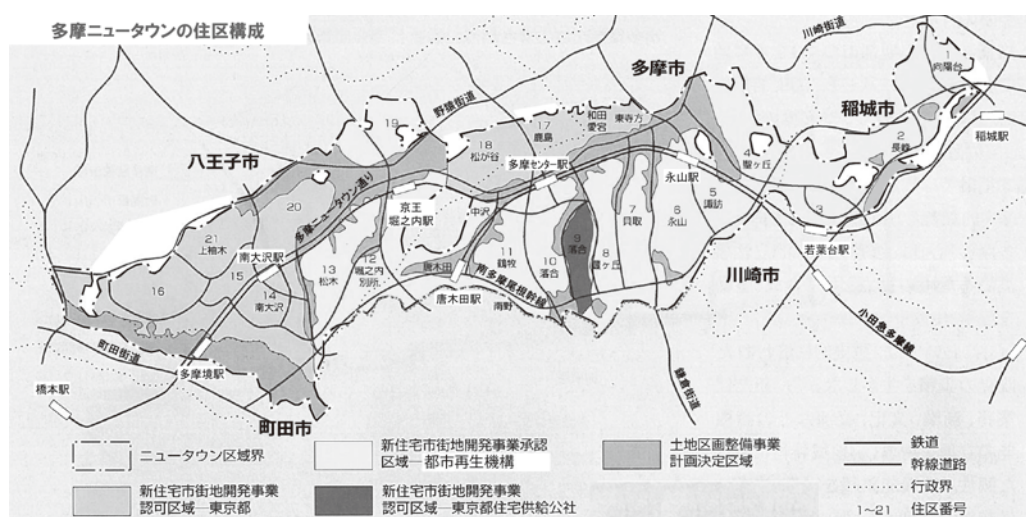 多摩ニュータウンの住区構成
川崎街道
1
向陽台
多摩市
野猿街道
稲城市
19
17
鹿島
和田
愛宕
東寺方
18
松が谷
2
長峰
稲城駅
八王子市
多摩センター駅
4
聖ヶ丘
永山駅
多摩ニュータウン通り
20
京王
堀之内駅
中沢
7
貝取
6
永山
5
諏訪
3
21
上柚木
南大沢駅
12
堀之内
別所
11
鶴牧
9
落合
若葉台駅
13
松木
唐木田
10
落合
8
豊ヶ丘
15
16
14
南大沢
南多摩尾根幹線
川崎市
唐木田駅
南野
町田街道
小田急多摩線
多摩境駅
橋本駅
鎌倉街道
町田市
ニュータウン区域界
新住宅市街地開発事業承認
区域―都市再生機構
土地区画整備事業
計画決定区域
鉄道
幹線道路
新住宅市街地開発事業
認可区域―東京都
新住宅市街地開発事業
認可区域―東京都住宅供給公社
行政界
1~21 住区番号